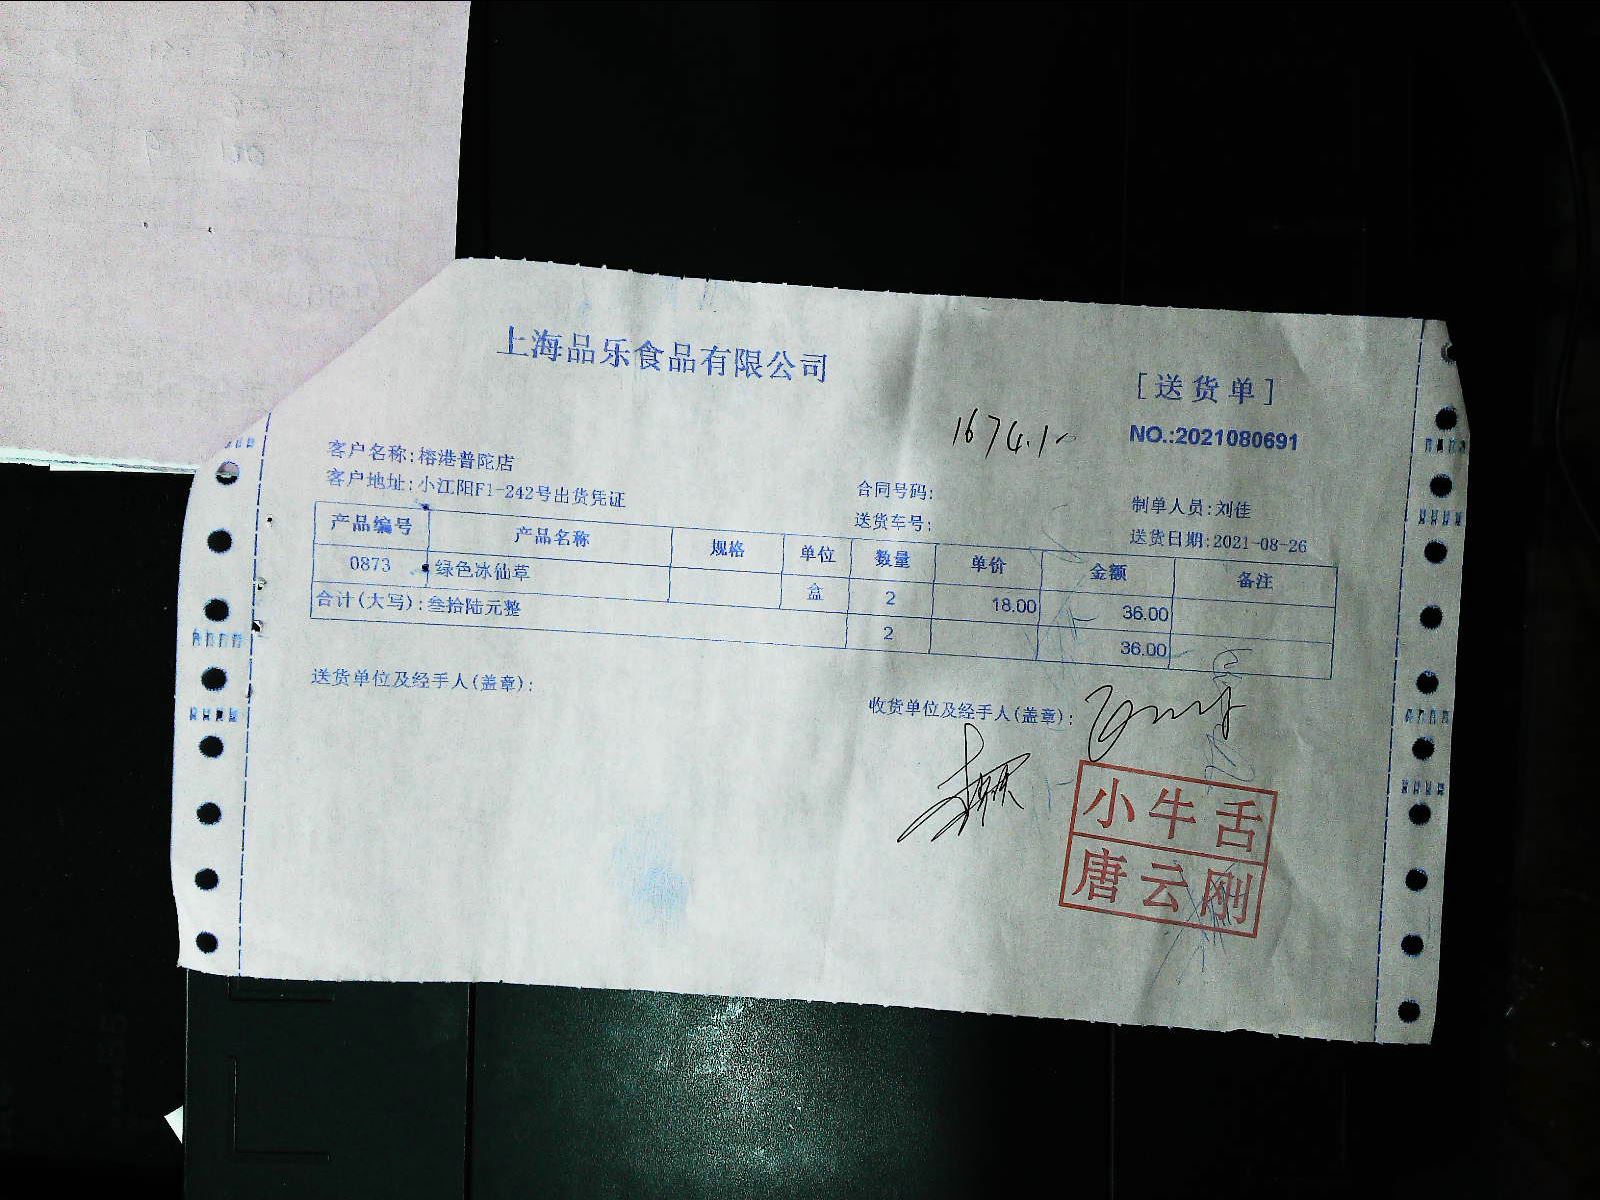 上海品乐食品有限公司
[送货单]
1674.1
NO.:2021080691
客户名称:榕港普陀店
客户地址:小江阳F1-242号出货凭证
合同号码:
制单人员:刘佳
送货车号:
送货日期:2021-08-26
产品编号 产品名称 规格 单位 数量 单价 金额 备注
0873 绿色冰仙草 盒 2 18.00 36.00
合计(大写):叁拾陆元整 2 36.00
送货单位及经手人(盖章):
收货单位及经手人(盖章):
小牛舌
唐云刚